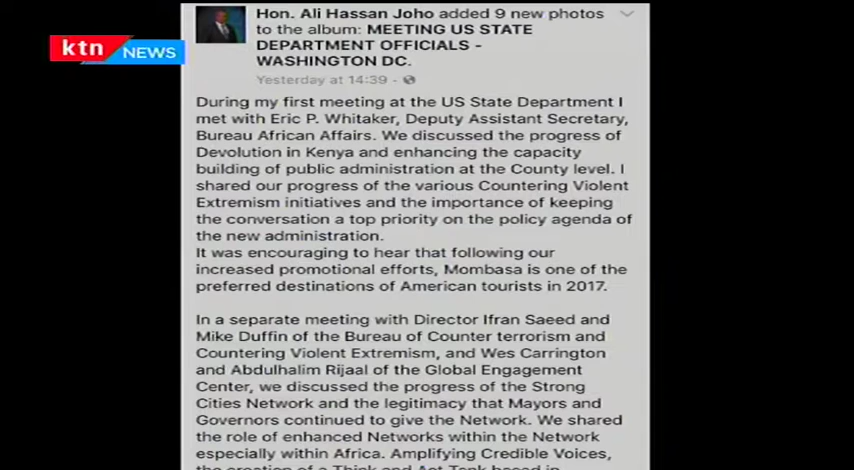 ktn NEWS
Hon. Ali Hassan Joho added 9 new photos
to the album: MEETING US STATE
DEPARTMENT OFFICIALS -
WASHINGTON DC.
Yesterday at 14:39 -
During my first meeting at the US State Department I
met with Eric P. Whitaker, Deputy Assistant Secretary,
Bureau African Affairs. We discussed the progress of
Devolution in Kenya and enhancing the capacity
building of public administration at the County level. I
shared our progress of the various Countering Violent
Extremism initiatives and the importance of keeping
the conversation a top priority on the policy agenda of
the new administration.
It was encouraging to hear that following our
increased promotional efforts, Mombasa is one of the
preferred destinations of American tourists in 2017.
In a separate meeting with Director Ifran Saeed and
Mike Duffin of the Bureau of Counter terrorism and
Countering Violent Extremism, and Wes Carrington
and Abdulhalim Rijaal of the Global Engagement
Center, we discussed the progress of the Strong
Cities Network and the legitimacy that Mayors and
Governors continued to give the Network. We shared
the role of enhanced Networks within the Network
especially within Africa. Amplifying Credible Voices,
the creation of a Think and Act Tank based in